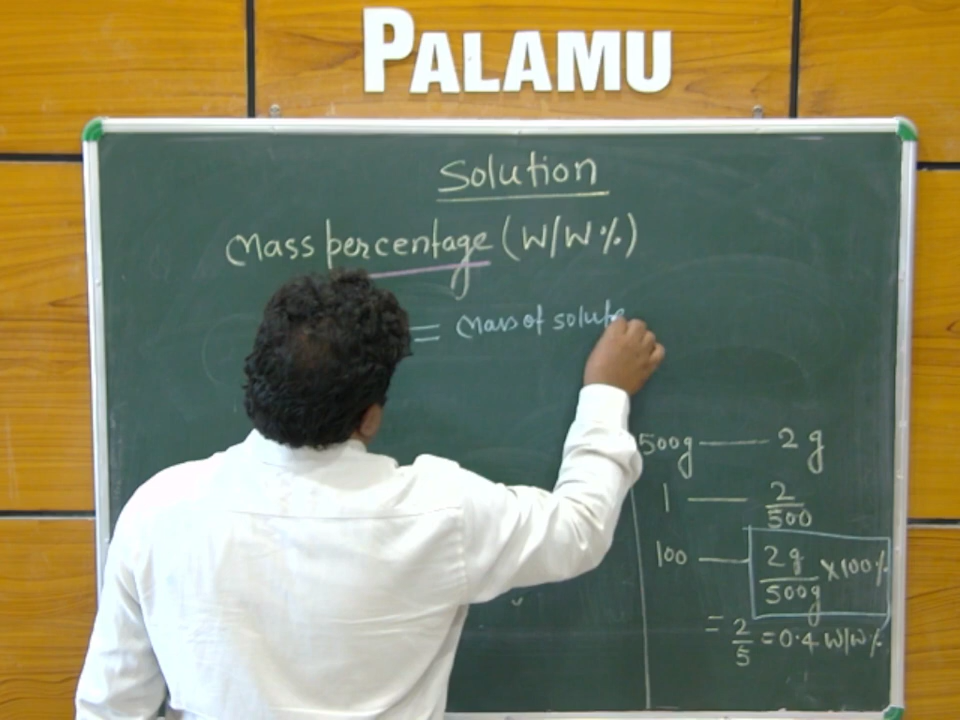 PALAMU
Solution
Mass percentage (W/W %)
= Mass of solute
500g — 2 g
1 — 2/500
100 — 2g/500g × 100%
= 2/5 = 0.4 W/W %